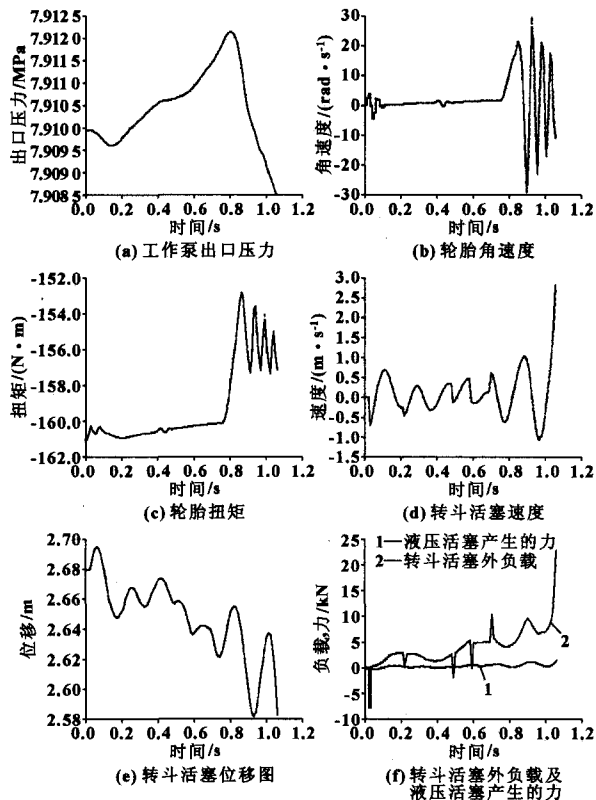 7.912 5
7.912 0
7.911 5
7.911 0
7.910 5
7.910 0
7.909 5
7.909 0
7.908 5
出口压力/MPa
0.0 0.2 0.4 0.6 0.8 1.0 1.2
时间/s
(a) 工作泵出口压力
30
20
10
0
-10
-20
-30
角速度/(rad·s⁻¹)
0.0 0.2 0.4 0.6 0.8 1.0 1.2
时间/s
(b) 轮胎角速度
-152.0
-154.0
-156.0
-158.0
-160.0
-162.0
扭矩/(N·m)
0.0 0.2 0.4 0.6 0.8 1.0 1.2
时间/s
(c) 轮胎扭矩
3.0
2.5
2.0
1.5
1.0
0.5
0.0
-0.5
-1.0
-1.5
速度/(m·s⁻¹)
0.0 0.2 0.4 0.6 0.8 1.0 1.2
时间/s
(d) 转斗活塞速度
2.70
2.68
2.66
2.64
2.62
2.60
2.58
位移/m
0.0 0.2 0.4 0.6 0.8 1.0 1.2
时间/s
(e) 转斗活塞位移图
1—液压活塞产生的力
2—转斗活塞外负载
25
20
15
10
5
0
-5
-10
负载,力/kN
1
2
0.0 0.2 0.4 0.6 0.8 1.0 1.2
时间/s
(f) 转斗活塞外负载及
液压活塞产生的力